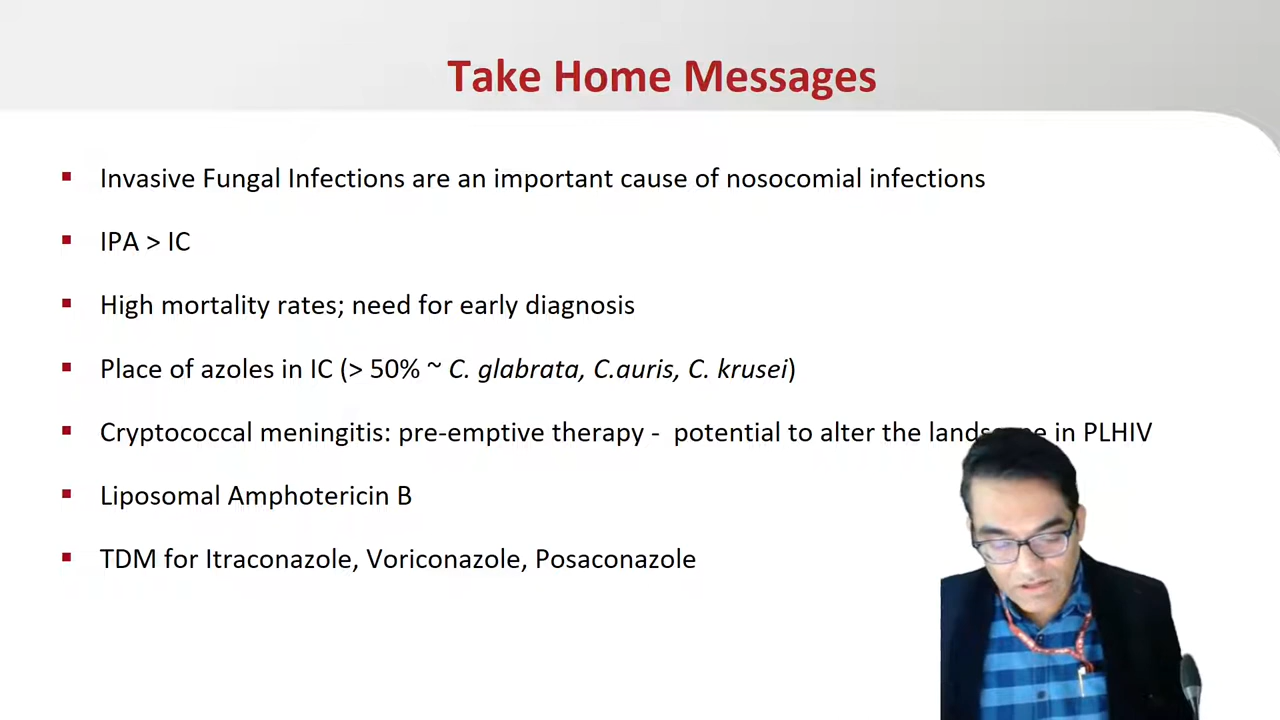 Take Home Messages
Invasive Fungal Infections are an important cause of nosocomial infections
IPA > IC
High mortality rates; need for early diagnosis
Place of azoles in IC (> 50% ~ C. glabrata, C.auris, C. krusei)
Cryptococcal meningitis: pre-emptive therapy - potential to alter the landscape in PLHIV
Liposomal Amphotericin B
TDM for Itraconazole, Voriconazole, Posaconazole